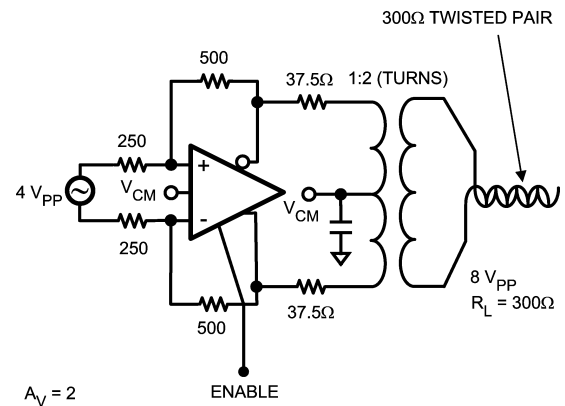 300Ω TWISTED PAIR
500
37.5Ω
1:2 (TURNS)
250
+
4 VPP
VCM
VCM
-
250
8 VPP
RL = 300Ω
500
37.5Ω
AV = 2
ENABLE